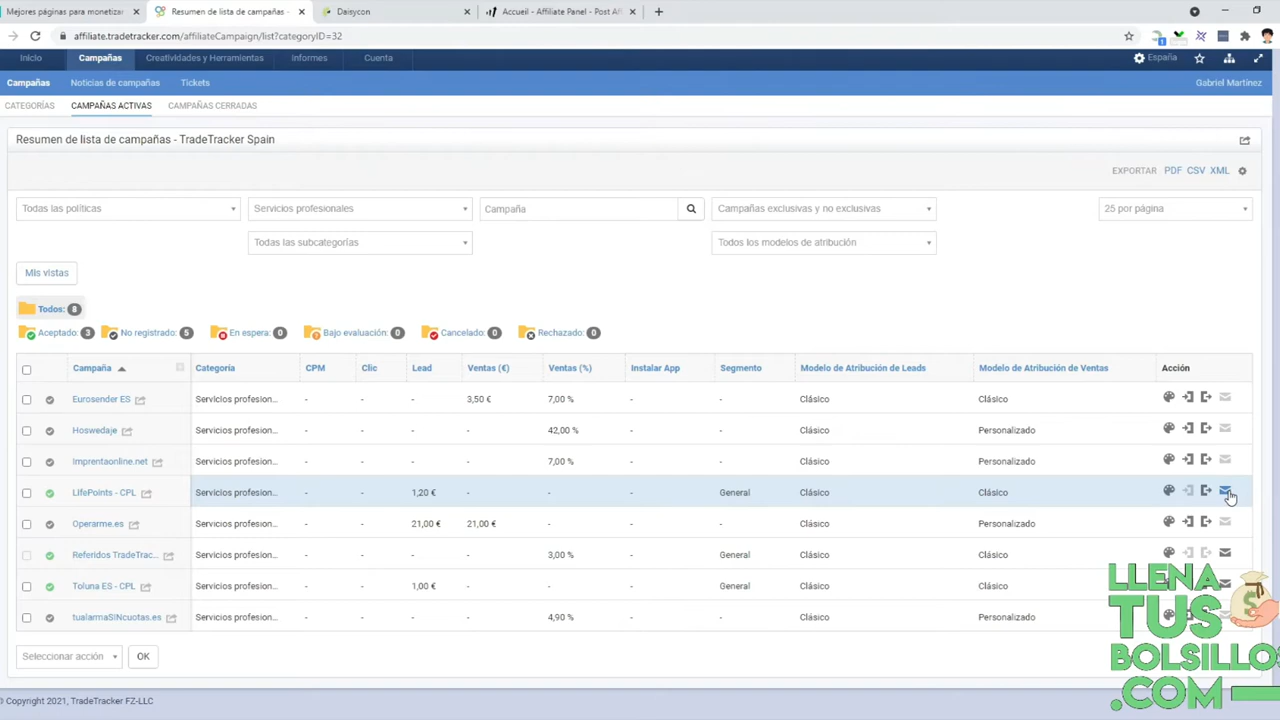 Mejores páginas para monetiza
Resumen de lista de campañas -
Daisycon
Accueil - Affiliate Panel - Post Aff
affiliate.tradetracker.com/affiliateCampaign/list?categoryID=32
Inicio Campañas Creatividades y Herramientas Informes Cuenta España
Campañas Noticias de campañas Tickets Gabriel Martínez
CATEGORÍAS CAMPAÑAS ACTIVAS CAMPAÑAS CERRADAS
Resumen de lista de campañas - TradeTracker Spain
EXPORTAR PDF CSV XML
Todas las políticas Servicios profesionales Campaña Campañas exclusivas y no exclusivas 25 por página
Todas las subcategorías Todos los modelos de atribución
Mis vistas
Todos: 8
Aceptado: 3 No registrado: 5 En espera: 0 Bajo evaluación: 0 Cancelado: 0 Rechazado: 0
Campaña Categoría CPM Clic Lead Ventas (€) Ventas (%) Instalar App Segmento Modelo de Atribución de Leads Modelo de Atribución de Ventas Acción
Eurosender ES Servicios profesion... - - - 3,50 € 7,00 % - - Clásico Clásico
Hoswedaje Servicios profesion... - - - - 42,00 % - - Clásico Personalizado
Imprentaonline.net Servicios profesion... - - - - 7,00 % - - Clásico Personalizado
LifePoints - CPL Servicios profesion... - - 1,20 € - - - General Clásico Clásico
Operarme.es Servicios profesion... - - 21,00 € 21,00 € - - - Clásico Personalizado
Referidos TradeTrac... Servicios profesion... - - - - 3,00 % - General Clásico Clásico
Toluna ES - CPL Servicios profesion... - - 1,00 € - - - General Clásico Clásico
tualarmaSINcuotas.es Servicios profesion... - - - - 4,90 % - - Clásico Personalizado
Seleccionar acción OK
Copyright 2021, TradeTracker FZ-LLC
LLENA
TUS
BOLSILLO
.COM